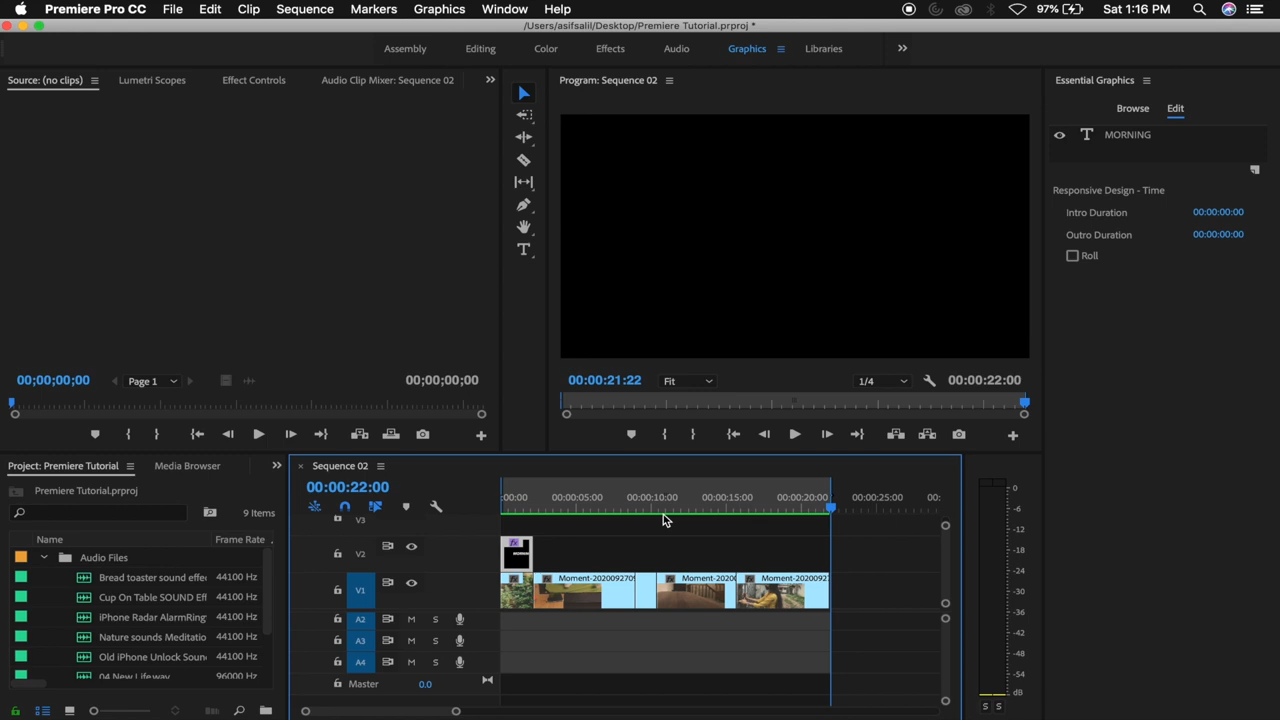 Premiere Pro CC File Edit Clip Sequence Markers Graphics Window Help 97% Sat 1:16 PM
/Users/asifsalil/Desktop/Premiere Tutorial.prproj *
Assembly Editing Color Effects Audio Graphics Libraries
Source: (no clips) Lumetri Scopes Effect Controls Audio Clip Mixer: Sequence 02
Program: Sequence 02
Essential Graphics
Browse Edit
T MORNING
Responsive Design - Time
Intro Duration 00:00:00:00
Outro Duration 00:00:00:00
Roll
00;00;00;00 Page 1 00;00;00;00
00:00:21:22 Fit 1/4 00:00:22:00
Project: Premiere Tutorial Media Browser
Premiere Tutorial.prproj
9 Items
Name Frame Rate
Audio Files
Bread toaster sound effe 44100 Hz
Cup On Table SOUND Ef 44100 Hz
iPhone Radar AlarmRing 44100 Hz
Nature sounds Meditatio 44100 Hz
Old iPhone Unlock Soun 44100 Hz
04 New Life.wav 96000 Hz
Sequence 02
00:00:22:00
:00:00 00:00:05:00 00:00:10:00 00:00:15:00 00:00:20:00 00:00:25:00 00:
V3
V2 fx MORNING
V1 fx fx Moment-2020092709 fx Moment-20200 fx Moment-2020092
A2 M S
A3 M S
A4 M S
Master 0.0
0
-6
-12
-18
-24
-30
-36
-42
-48
-54
dB
S S